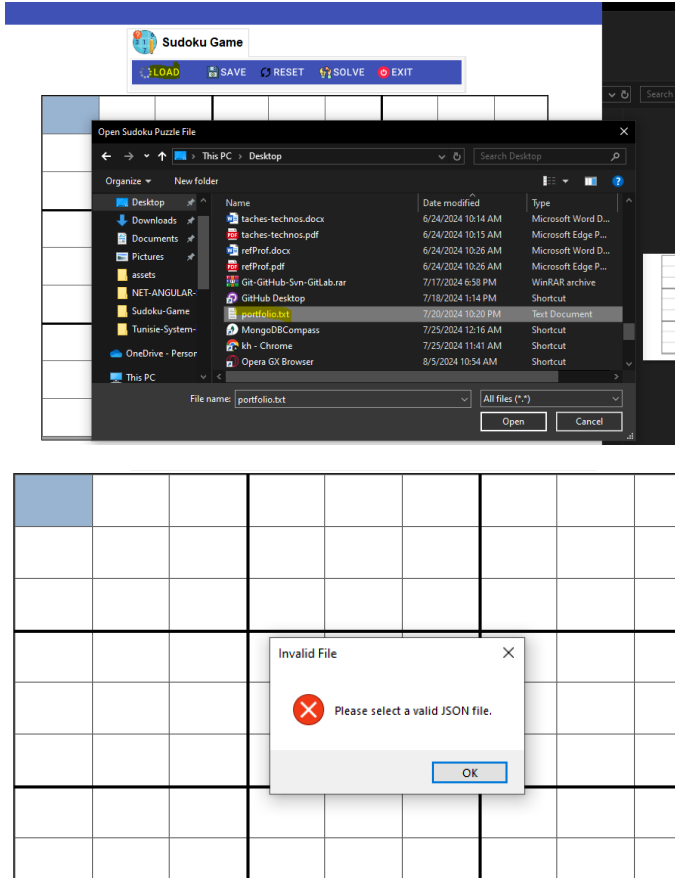 Sudoku Game
LOAD SAVE RESET SOLVE EXIT
Search
Open Sudoku Puzzle File
This PC > Desktop
Search Desktop
Organize New folder
Name Date modified Type
Desktop
Downloads
Documents
Pictures
assets
NET-ANGULAR-
Sudoku-Game
Tunisie-System-
OneDrive - Person
This PC
taches-technos.docx 6/24/2024 10:14 AM Microsoft Word D...
taches-technos.pdf 6/24/2024 10:15 AM Microsoft Edge P...
refProf.docx 6/24/2024 10:26 AM Microsoft Word D...
refProf.pdf 6/24/2024 10:26 AM Microsoft Edge P...
Git-GitHub-Svn-GitLab.rar 7/17/2024 6:58 PM WinRAR archive
GitHub Desktop 7/18/2024 1:14 PM Shortcut
portfolio.txt 7/20/2024 10:20 PM Text Document
MongoDBCompass 7/25/2024 12:16 AM Shortcut
kh - Chrome 7/25/2024 11:41 AM Shortcut
Opera GX Browser 8/5/2024 10:54 AM Shortcut
File name: portfolio.txt All files (*.*)
Open Cancel
Invalid File
Please select a valid JSON file.
OK